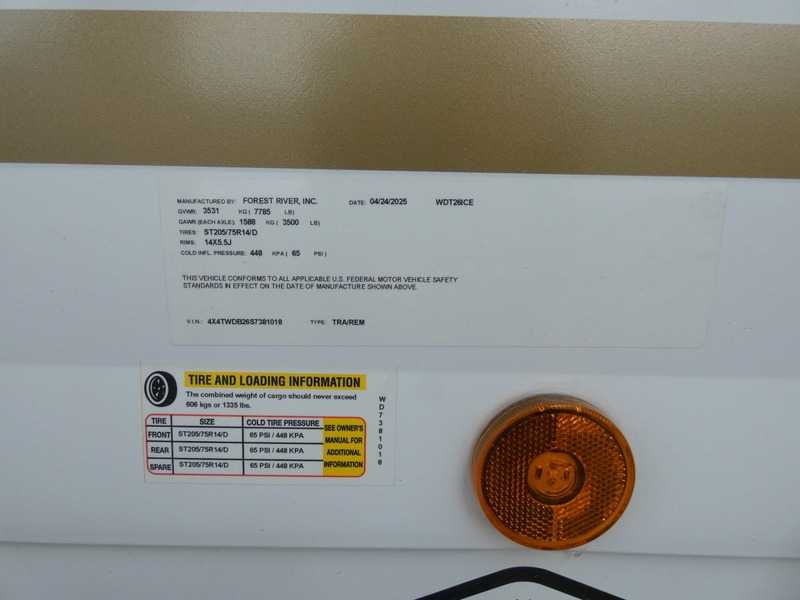 MANUFACTURED BY: FOREST RIVER, INC. DATE: 04/24/2025 WDT26ICE
GVWR: 3531 KG ( 7785 LB)
GAWR (EACH AXLE): 1588 KG ( 3500 LB)
TIRES: ST205/75R14/D
RIMS: 14X5.5J
COLD INFL. PRESSURE: 448 KPA ( 65 PSI )
THIS VEHICLE CONFORMS TO ALL APPLICABLE U.S. FEDERAL MOTOR VEHICLE SAFETY
STANDARDS IN EFFECT ON THE DATE OF MANUFACTURE SHOWN ABOVE.
V.I.N.: 4X4TWDB26S7381018 TYPE: TRA/REM
TIRE AND LOADING INFORMATION
The combined weight of cargo should never exceed
606 kgs or 1335 lbs.
TIRE SIZE COLD TIRE PRESSURE
FRONT ST205/75R14/D 65 PSI / 448 KPA
REAR ST205/75R14/D 65 PSI / 448 KPA
SPARE ST205/75R14/D 65 PSI / 448 KPA
SEE OWNER'S
MANUAL FOR
ADDITIONAL
INFORMATION
WD7381018